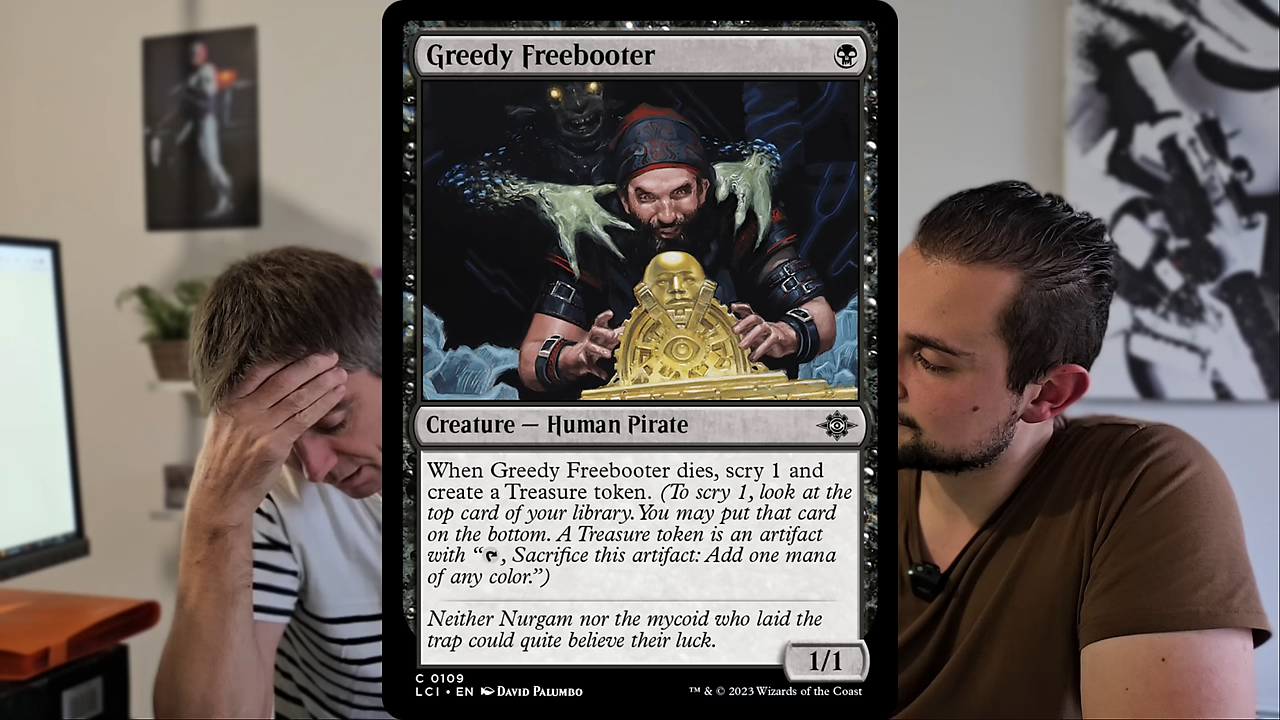 Greedy Freebooter
Creature — Human Pirate
When Greedy Freebooter dies, scry 1 and
create a Treasure token. (To scry 1, look at the
top card of your library. You may put that card
on the bottom. A Treasure token is an artifact
with “, Sacrifice this artifact: Add one mana
of any color.”)
Neither Nurgam nor the mycoid who laid the
trap could quite believe their luck.
1/1
C 0109
LCI • EN DAVID PALUMBO
™ & © 2023 Wizards of the Coast